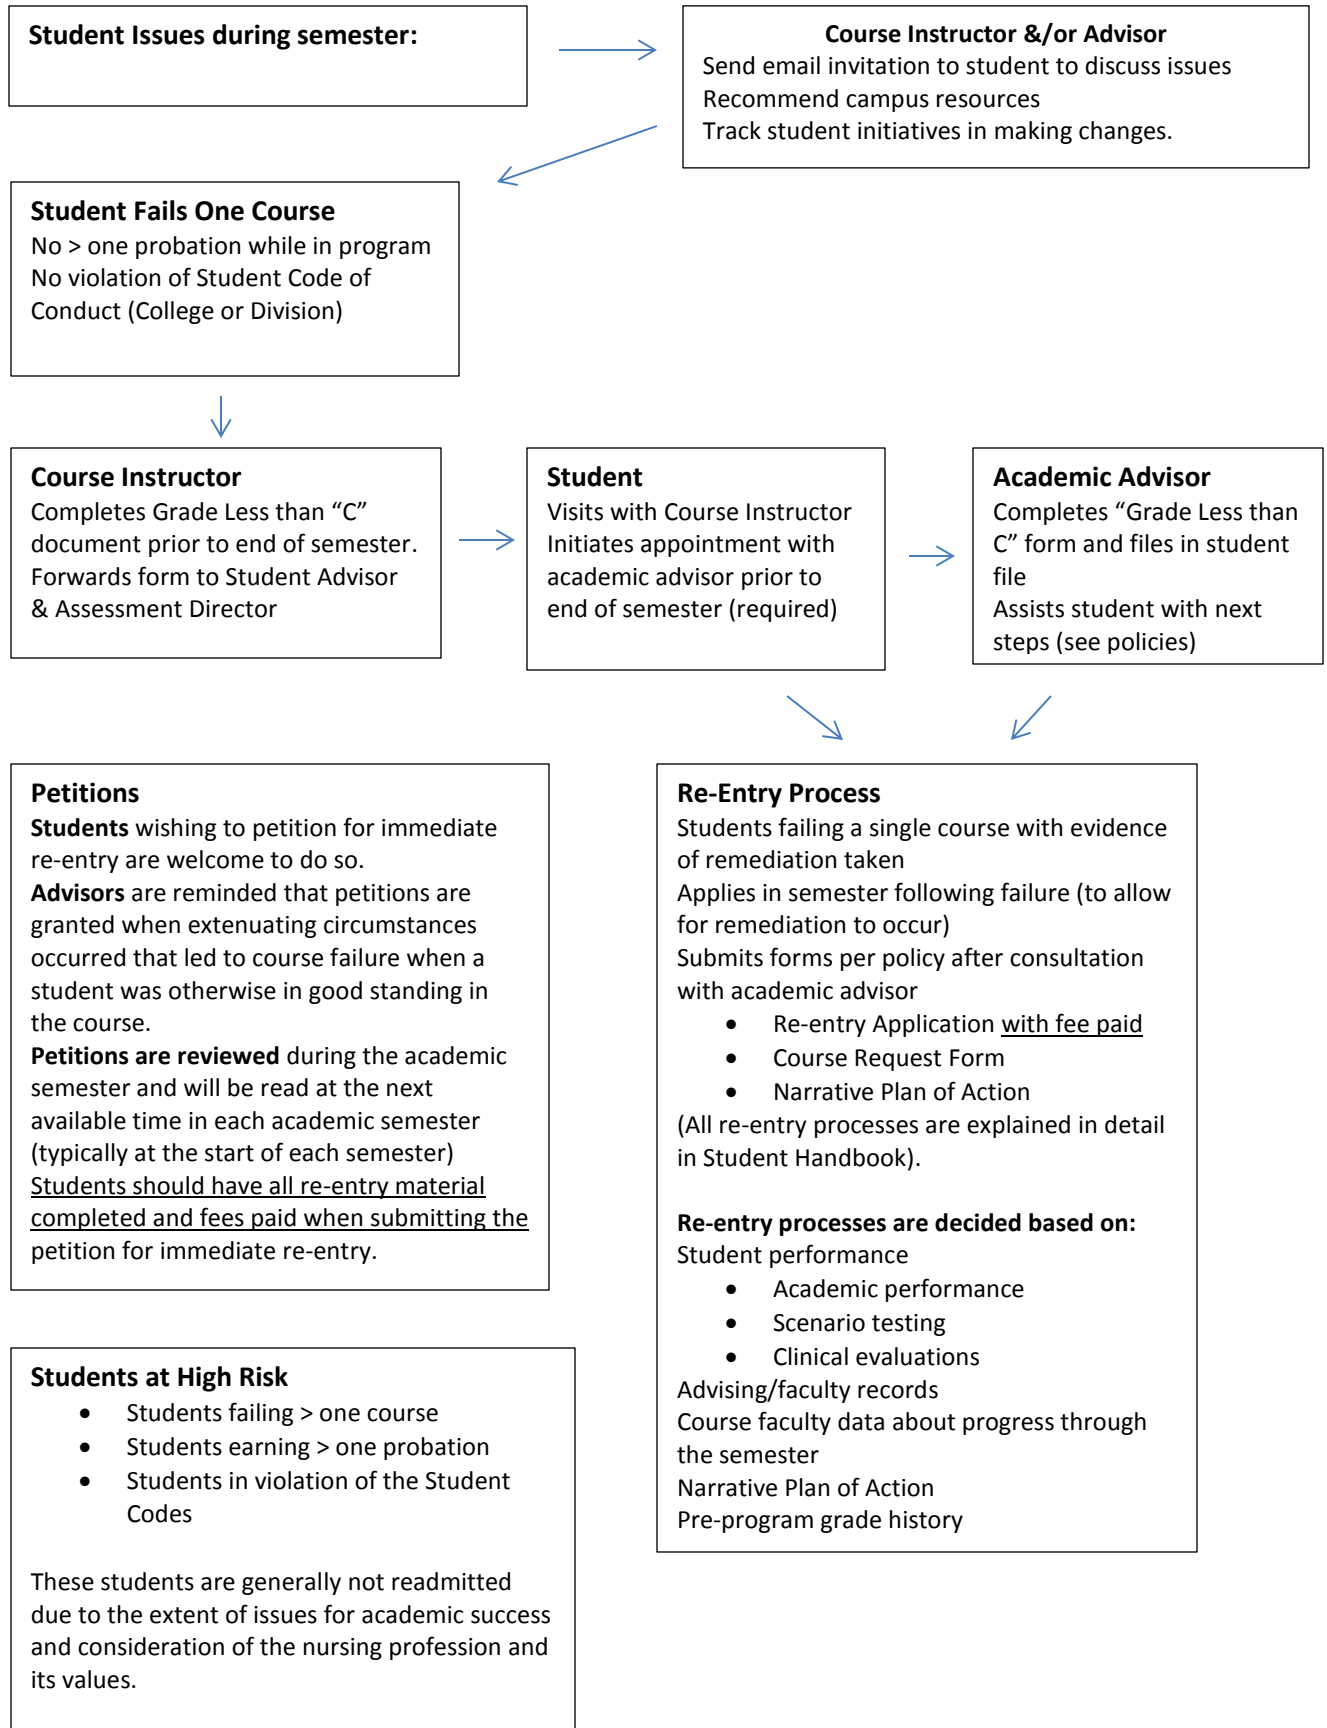 Student Issues during semester:
Course Instructor &/or Advisor
Send email invitation to student to discuss issues
Recommend campus resources
Track student initiatives in making changes.
Student Fails One Course
No > one probation while in program
No violation of Student Code of
Conduct (College or Division)
Course Instructor
Completes Grade Less than “C”
document prior to end of semester.
Forwards form to Student Advisor
& Assessment Director
Student
Visits with Course Instructor
Initiates appointment with
academic advisor prior to
end of semester (required)
Academic Advisor
Completes “Grade Less than
C” form and files in student
file
Assists student with next
steps (see policies)
Petitions
Students wishing to petition for immediate
re-entry are welcome to do so.
Advisors are reminded that petitions are
granted when extenuating circumstances
occurred that led to course failure when a
student was otherwise in good standing in
the course.
Petitions are reviewed during the academic
semester and will be read at the next
available time in each academic semester
(typically at the start of each semester)
Students should have all re-entry material
completed and fees paid when submitting the
petition for immediate re-entry.
Re-Entry Process
Students failing a single course with evidence
of remediation taken
Applies in semester following failure (to allow
for remediation to occur)
Submits forms per policy after consultation
with academic advisor
• Re-entry Application with fee paid
• Course Request Form
• Narrative Plan of Action
(All re-entry processes are explained in detail
in Student Handbook).
Re-entry processes are decided based on:
Student performance
• Academic performance
• Scenario testing
• Clinical evaluations
Advising/faculty records
Course faculty data about progress through
the semester
Narrative Plan of Action
Pre-program grade history
Students at High Risk
• Students failing > one course
• Students earning > one probation
• Students in violation of the Student
Codes
These students are generally not readmitted
due to the extent of issues for academic success
and consideration of the nursing profession and
its values.